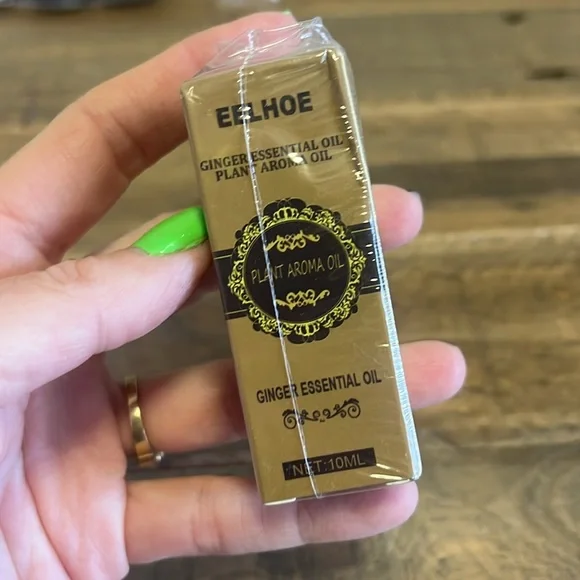 EELHOE
GINGER ESSENTIAL OIL
PLANT AROMA OIL
PLANT AROMA OIL
GINGER ESSENTIAL OIL
NET:10ML